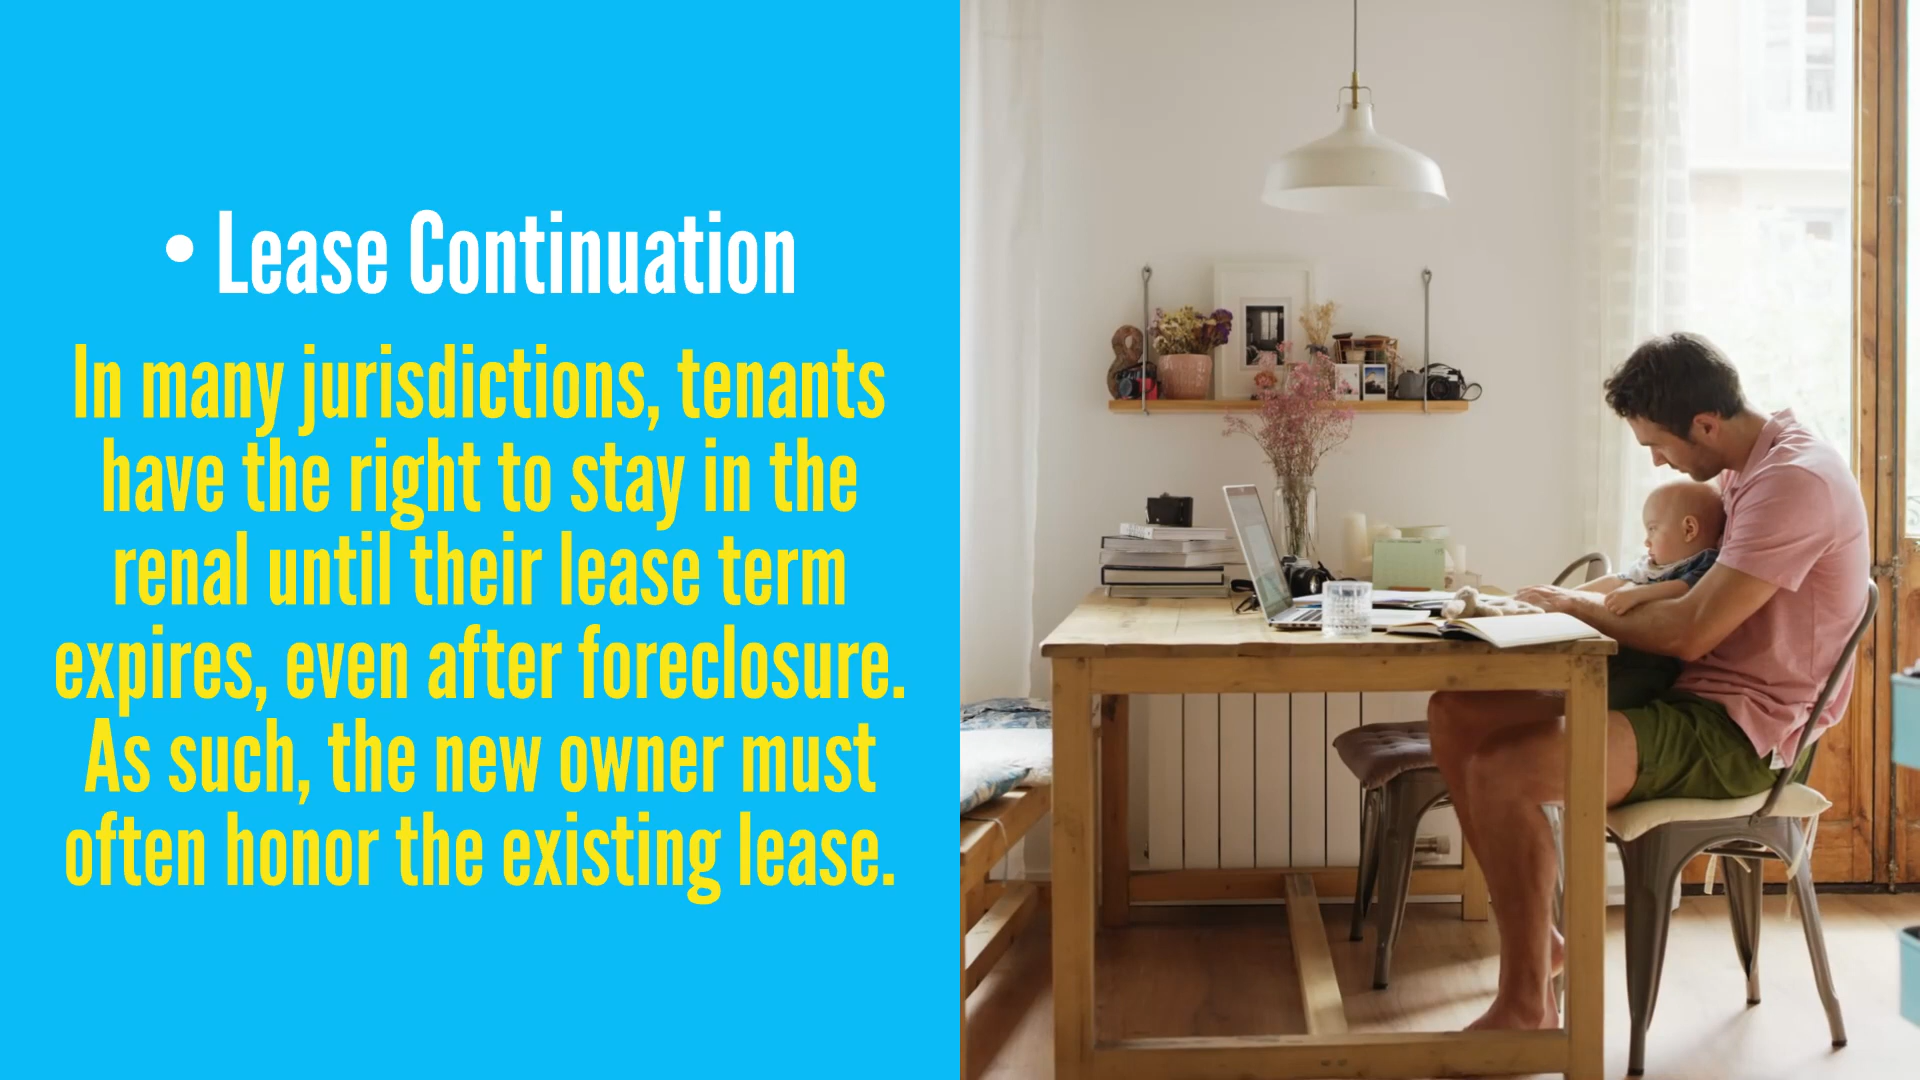 • Lease Continuation
In many jurisdictions, tenants
have the right to stay in the
renal until their lease term
expires, even after foreclosure.
As such, the new owner must
often honor the existing lease.